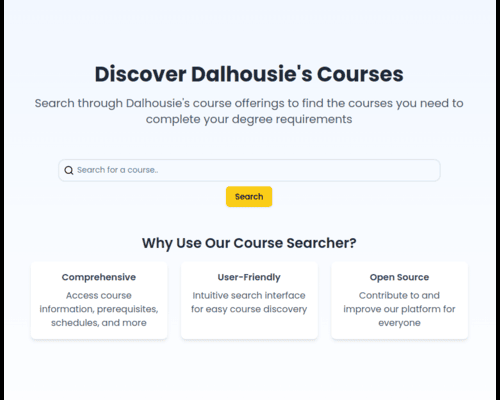 Discover Dalhousie's Courses
Search through Dalhousie's course offerings to find the courses you need to
complete your degree requirements
Search for a course..
Search
Why Use Our Course Searcher?
Comprehensive
Access course
information, prerequisites,
schedules, and more
User-Friendly
Intuitive search interface
for easy course discovery
Open Source
Contribute to and
improve our platform for
everyone